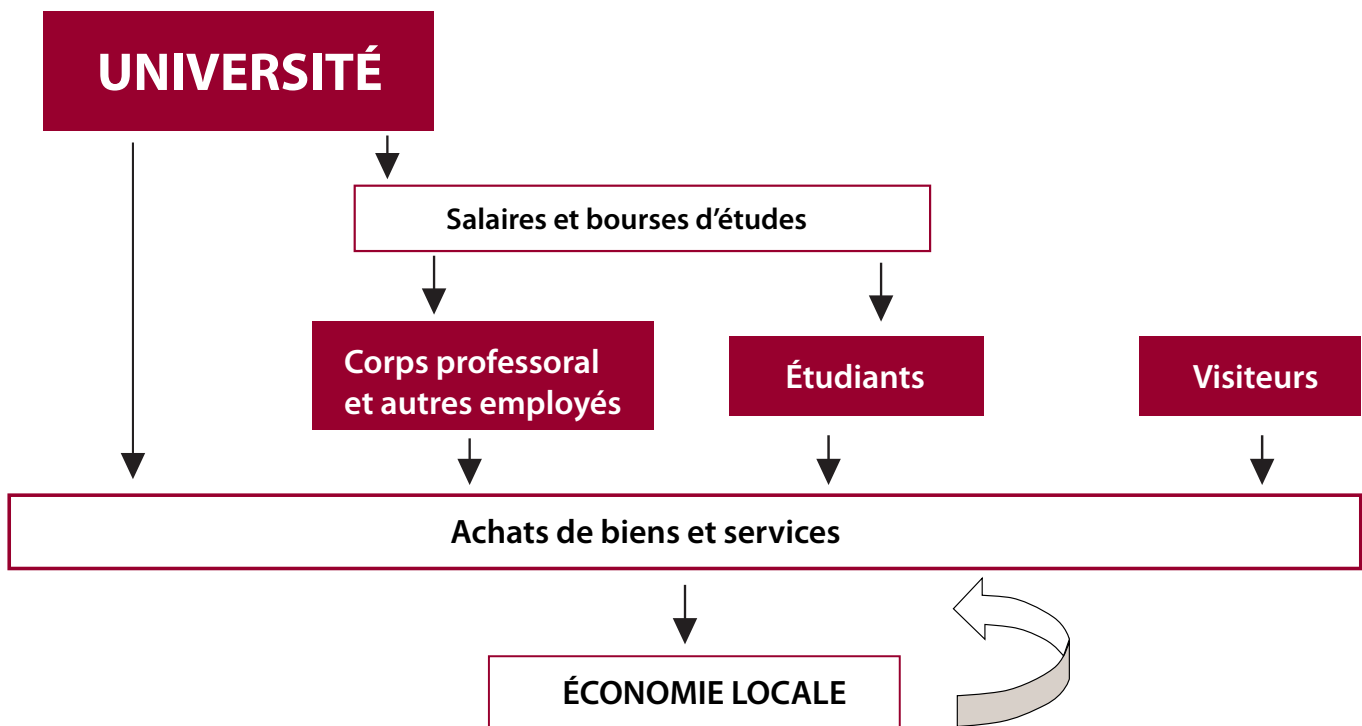 UNIVERSITÉ
Salaires et bourses d’études
Corps professoral
et autres employés
Étudiants
Visiteurs
Achats de biens et services
ÉCONOMIE LOCALE